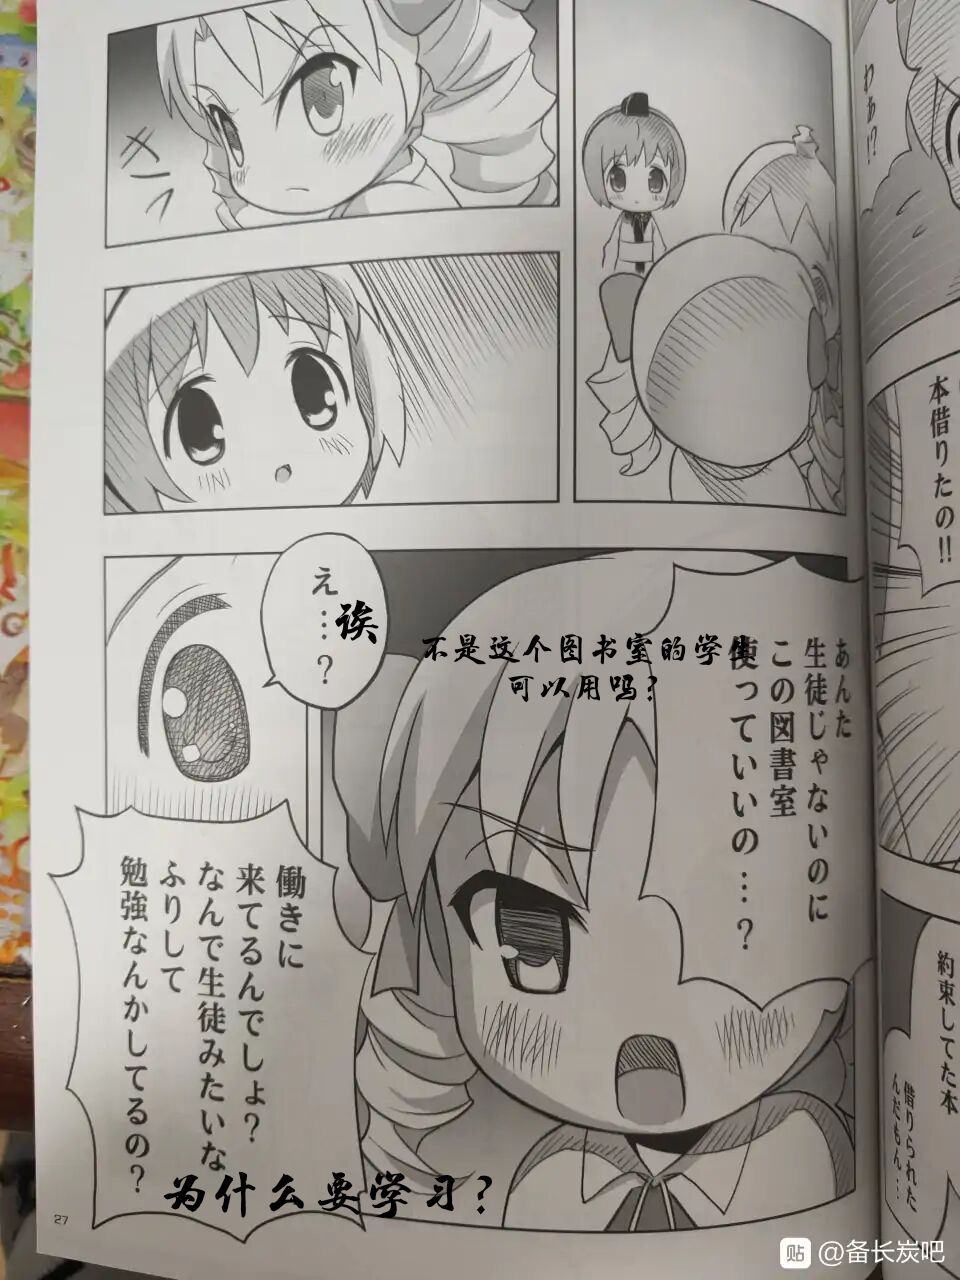 わあ!?
本借りたの!!
約束してた本
借りられた
んだもん…
キッ
え…?
诶
あんた
生徒じゃないのに
この図書室
使っていいの…?
不是这个图书室的学生
可以用吗?
働きに
来てるんでしょ?
なんで生徒みたいな
ふりして
勉強なんかしてるの?
为什么要学习?
27
贴 @备长炭吧